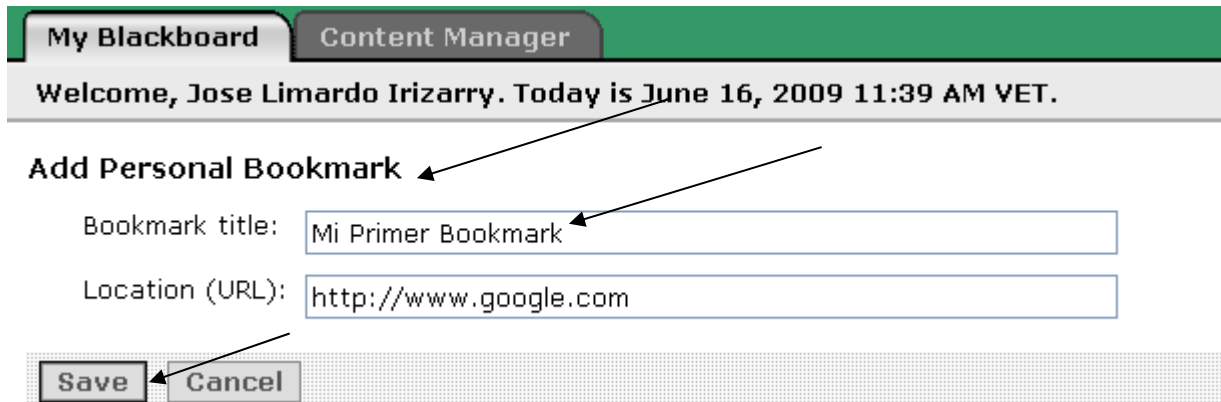 My Blackboard Content Manager
Welcome, Jose Limardo Irizarry. Today is June 16, 2009 11:39 AM VET.
Add Personal Bookmark
Bookmark title: Mi Primer Bookmark
Location (URL): http://www.google.com
Save Cancel